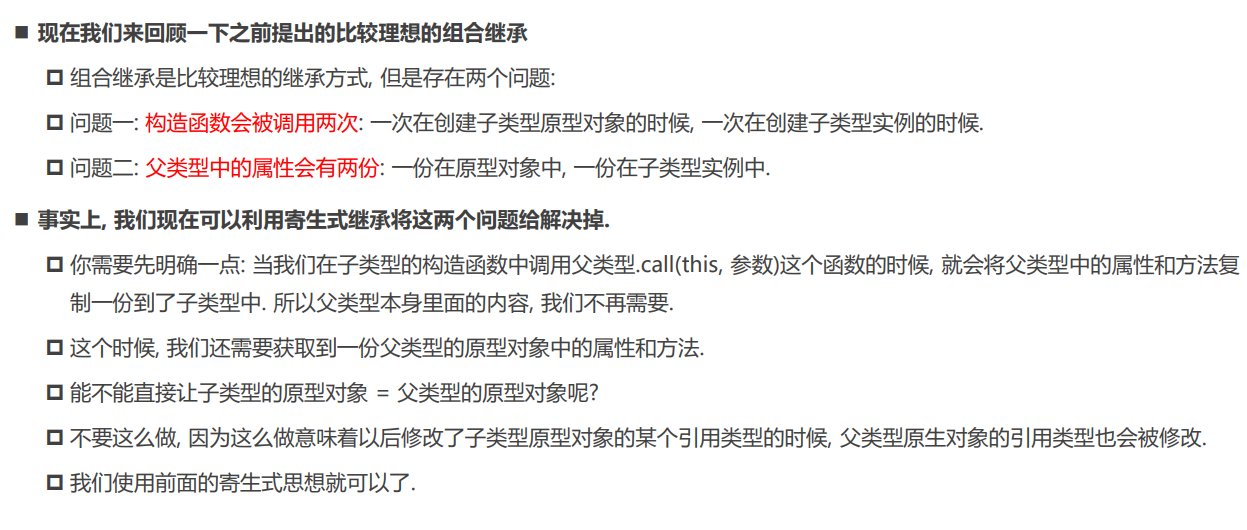 ■ 现在我们来回顾一下之前提出的比较理想的组合继承
组合继承是比较理想的继承方式, 但是存在两个问题:
问题一: 构造函数会被调用两次: 一次在创建子类型原型对象的时候, 一次在创建子类型实例的时候.
问题二: 父类型中的属性会有两份: 一份在原型对象中, 一份在子类型实例中.
■ 事实上, 我们现在可以利用寄生式继承将这两个问题给解决掉.
你需要先明确一点: 当我们在子类型的构造函数中调用父类型.call(this, 参数)这个函数的时候, 就会将父类型中的属性和方法复
制一份到了子类型中. 所以父类型本身里面的内容, 我们不再需要.
这个时候, 我们还需要获取到一份父类型的原型对象中的属性和方法.
能不能直接让子类型的原型对象 = 父类型的原型对象呢?
不要这么做, 因为这么做意味着以后修改了子类型原型对象的某个引用类型的时候, 父类型原生对象的引用类型也会被修改.
我们使用前面的寄生式思想就可以了.